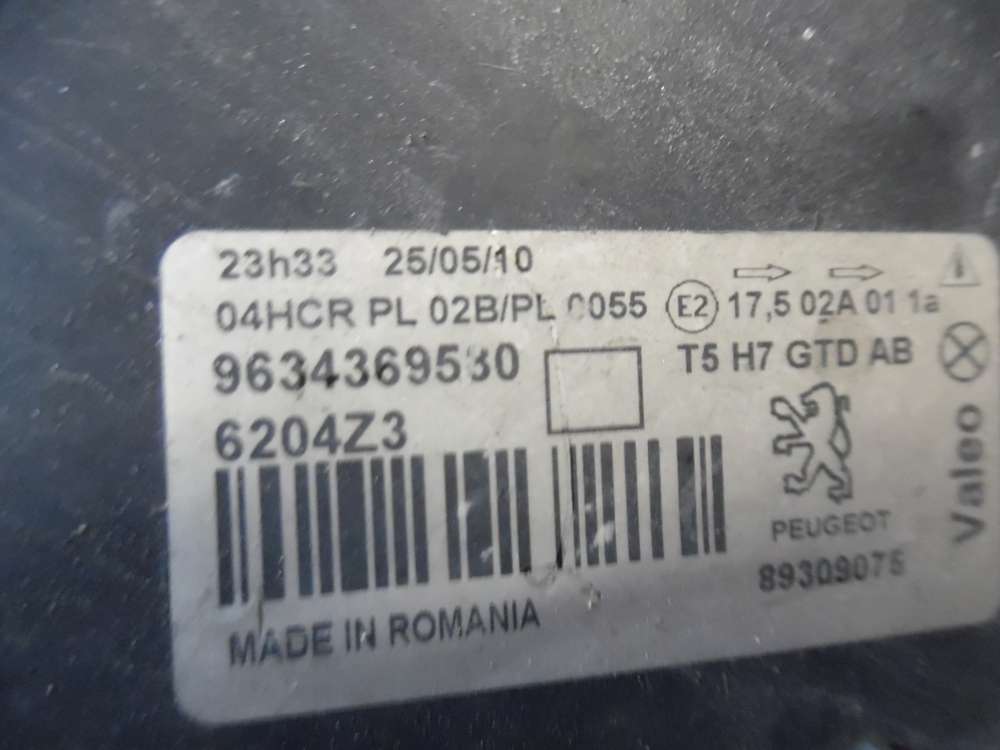 23h33 25/05/10
04HCR PL 02B/PL 0055 E2 17,5 02A 01 1a
9634369530 T5 H7 GTD AB
6204Z3
PEUGEOT
89309075
Valeo
MADE IN ROMANIA